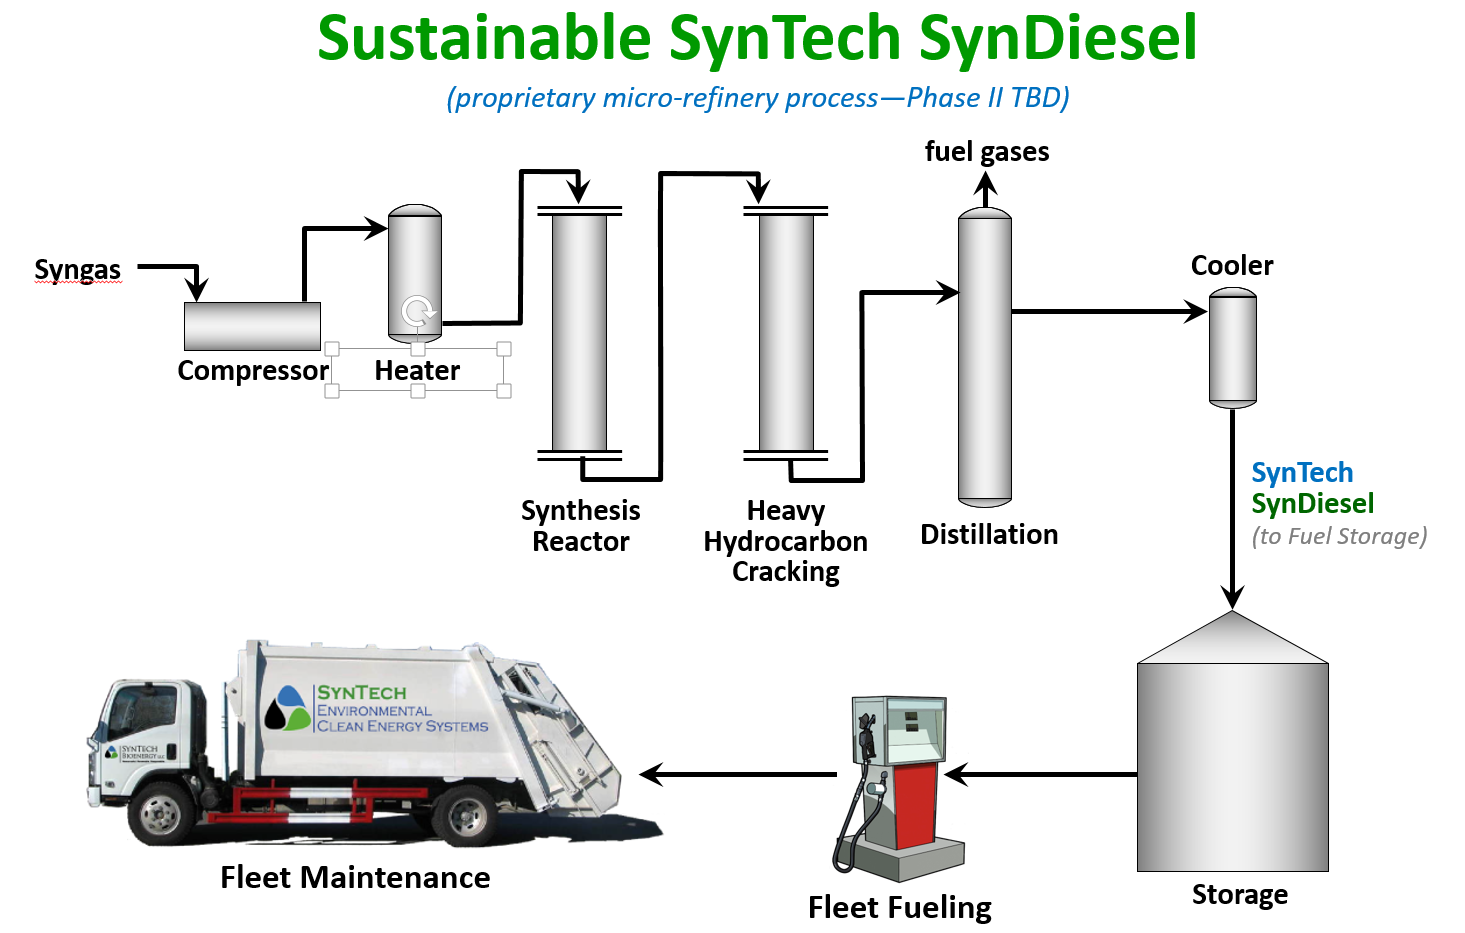 Sustainable SynTech SynDiesel
(proprietary micro-refinery process—Phase II TBD)
fuel gases
Syngas
Cooler
Compressor
Heater
SynTech
SynDiesel
(to Fuel Storage)
Synthesis
Reactor
Heavy
Hydrocarbon
Cracking
Distillation
SYNTECH
ENVIRONMENTAL
CLEAN ENERGY SYSTEMS
SYNTECH
BIOENERGY LLC
Fleet Maintenance
Fleet Fueling
Storage